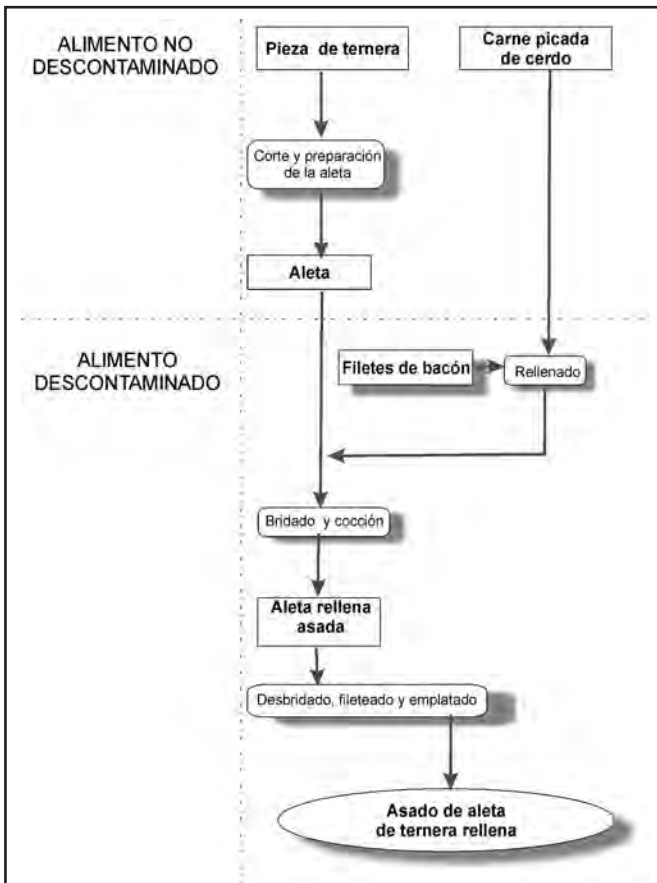 ALIMENTO NO
DESCONTAMINADO
Pieza de ternera
Carne picada
de cerdo
Corte y preparación
de la aleta
Aleta
ALIMENTO
DESCONTAMINADO
Filetes de bacón
Rellenado
Bridado y cocción
Aleta rellena
asada
Desbridado, fileteado y emplatado
Asado de aleta
de ternera rellena